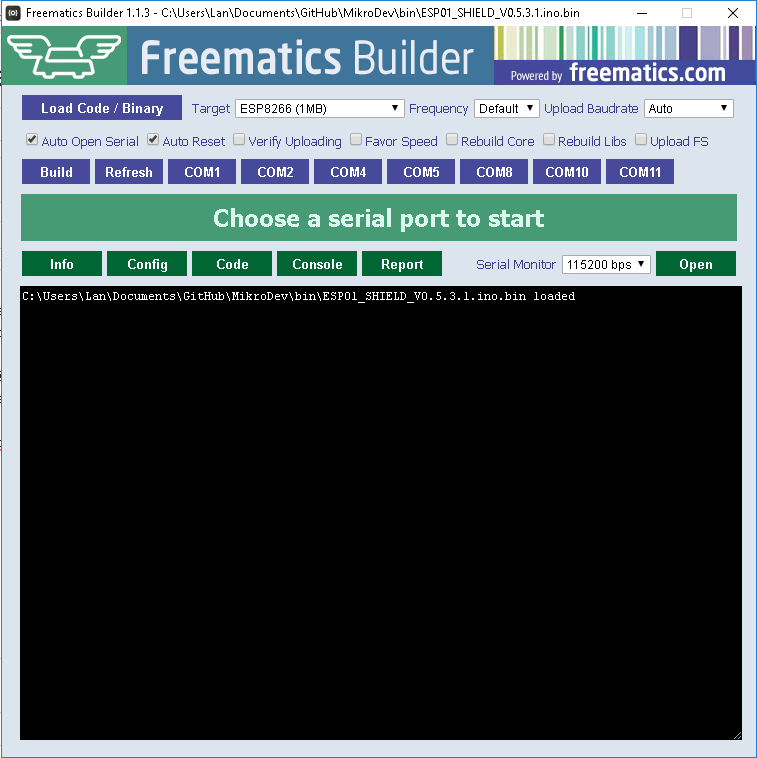 Freematics Builder 1.1.3 - C:\Users\Lan\Documents\GitHub\MikroDev\bin\ESP01_SHIELD_V0.5.3.1.ino.bin
Freematics Builder
Powered by freematics.com
Load Code / Binary Target ESP8266 (1MB) Frequency Default Upload Baudrate Auto
Auto Open Serial Auto Reset Verify Uploading Favor Speed Rebuild Core Rebuild Libs Upload FS
Build Refresh COM1 COM2 COM4 COM5 COM8 COM10 COM11
Choose a serial port to start
Info Config Code Console Report Serial Monitor 115200 bps Open
C:\Users\Lan\Documents\GitHub\MikroDev\bin\ESP01_SHIELD_V0.5.3.1.ino.bin loaded